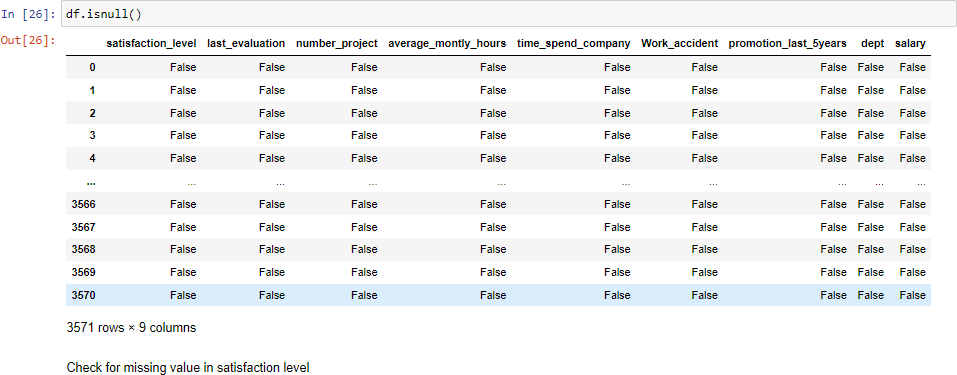 In [26]: df.isnull()
Out[26]:
satisfaction_level last_evaluation number_project average_montly_hours time_spend_company Work_accident promotion_last_5years dept salary
0 False False False False False False False False False
1 False False False False False False False False False
2 False False False False False False False False False
3 False False False False False False False False False
4 False False False False False False False False False
... ... ... ... ... ... ... ... ... ...
3566 False False False False False False False False False
3567 False False False False False False False False False
3568 False False False False False False False False False
3569 False False False False False False False False False
3570 False False False False False False False False False
3571 rows × 9 columns
Check for missing value in satisfaction level